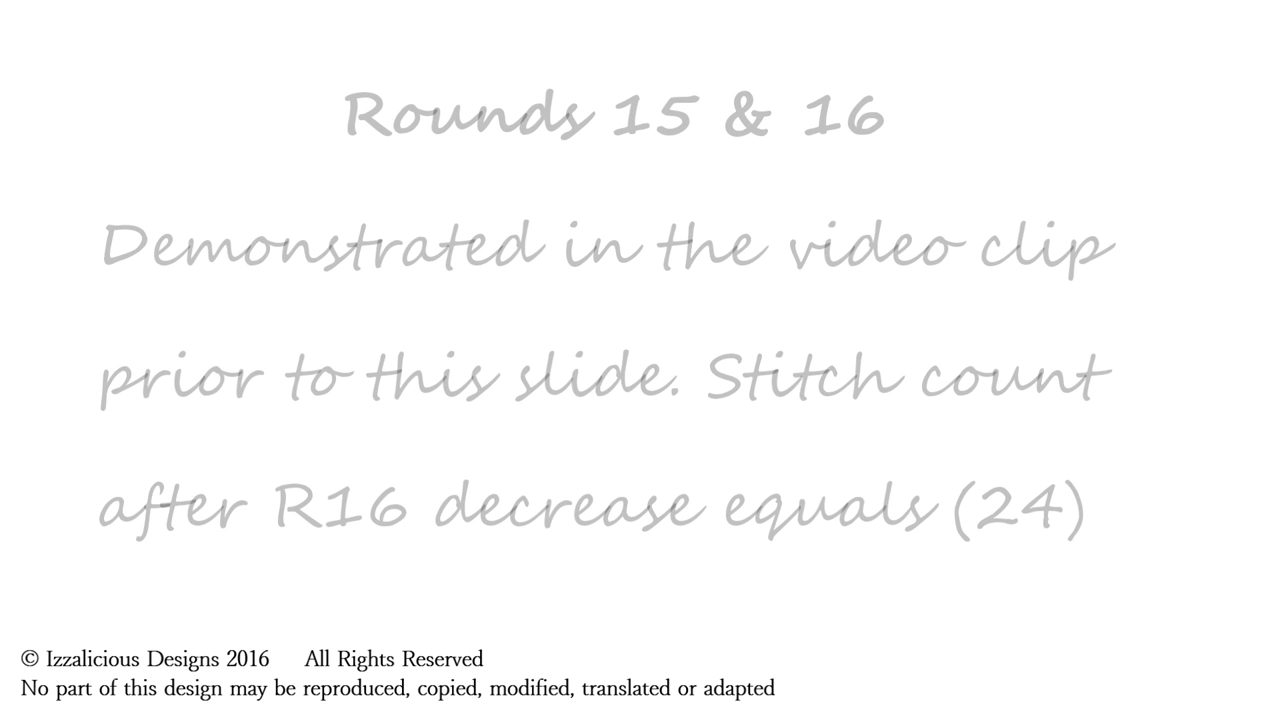 Rounds 15 & 16
Demonstrated in the video clip
prior to this slide. Stitch count
after R16 decrease equals (24)
© Izzalicious Designs 2016 All Rights Reserved
No part of this design may be reproduced, copied, modified, translated or adapted